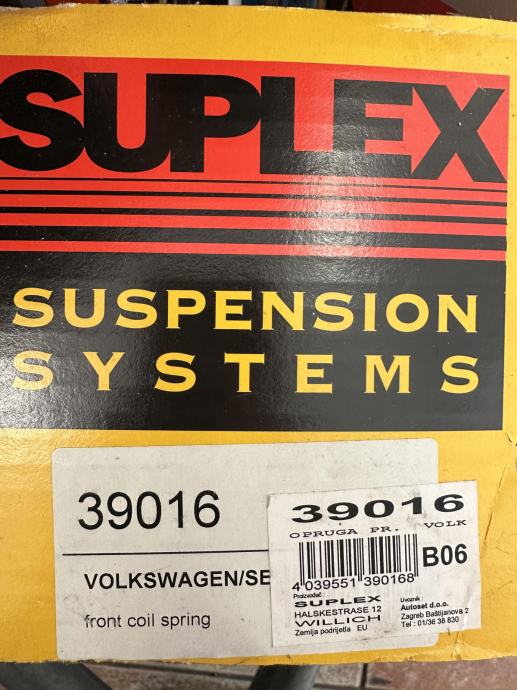 SUPLEX
SUSPENSION
SYSTEMS
39016
VOLKSWAGEN/SE
front coil spring
39016
OPRUGA PR. VOLK
B06
4 039551 390168
Proizvođač :
SUPLEX
HALSKESTRASE 12
WILLICH
Zemlja podrijetla EU
Uvoznik :
Autoset d.o.o.
Zagreb Baštijanova 2
Tel : 01/36 38 830